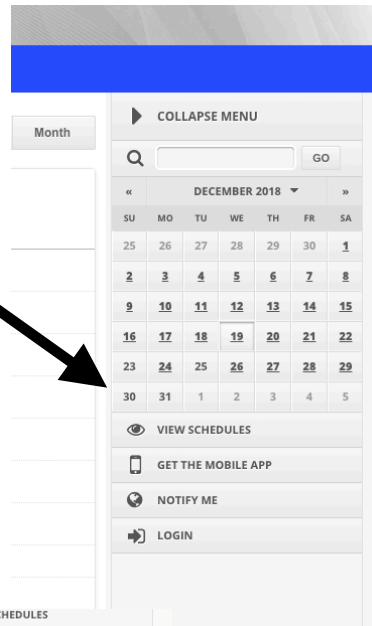 COLLAPSE MENU
Month
GO
« DECEMBER 2018 »
SU MO TU WE TH FR SA
25 26 27 28 29 30 1
2 3 4 5 6 7 8
9 10 11 12 13 14 15
16 17 18 19 20 21 22
23 24 25 26 27 28 29
30 31 1 2 3 4 5
VIEW SCHEDULES
GET THE MOBILE APP
NOTIFY ME
LOGIN